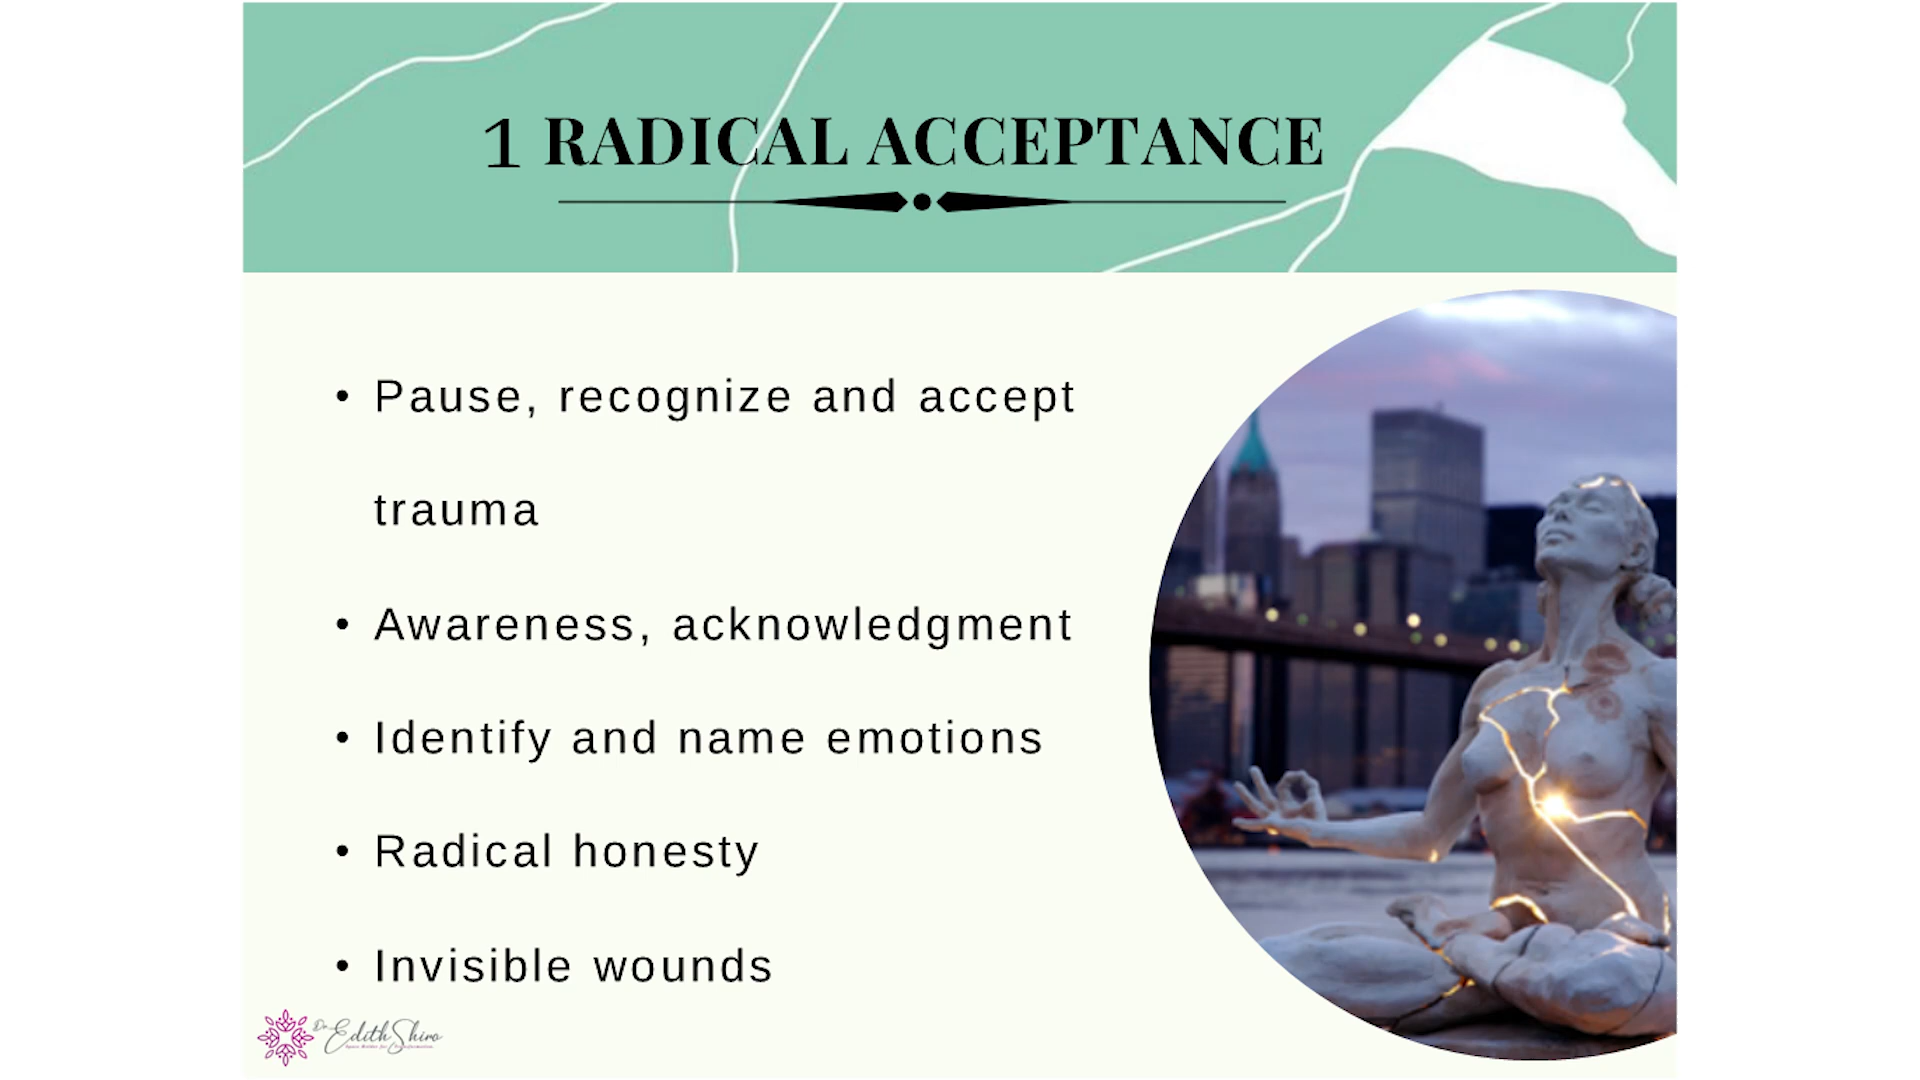 1 RADICAL ACCEPTANCE
• Pause, recognize and accept
trauma
• Awareness, acknowledgment
• Identify and name emotions
• Radical honesty
• Invisible wounds
Dr. Edith Shiro